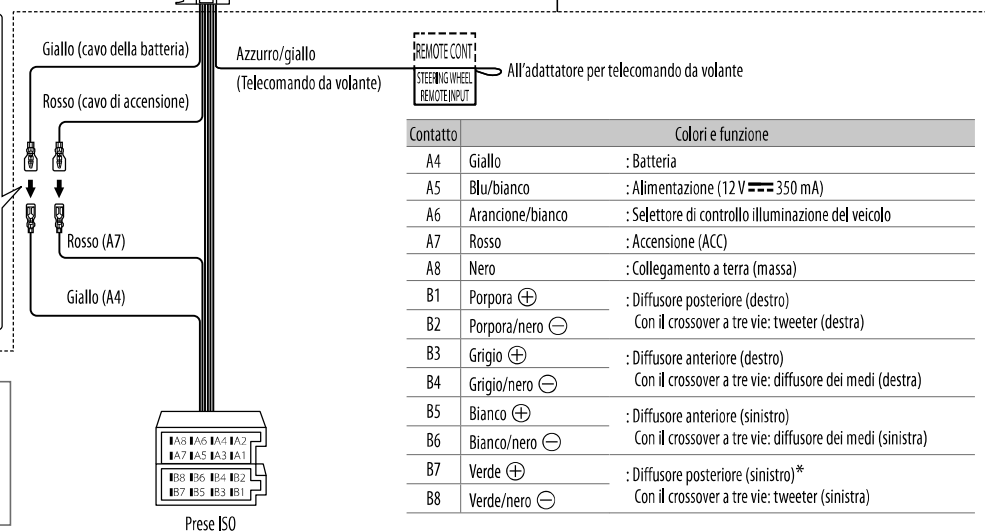 Giallo (cavo della batteria)
Rosso (cavo di accensione)
Azzurro/giallo
(Telecomando da volante)
REMOTE CONT
STEERING WHEEL
REMOTE INPUT
All'adattatore per telecomando da volante
Rosso (A7)
Giallo (A4)
Contatto Colori e funzione
A4 Giallo : Batteria
A5 Blu/bianco : Alimentazione (12 V ⎓ 350 mA)
A6 Arancione/bianco : Selettore di controllo illuminazione del veicolo
A7 Rosso : Accensione (ACC)
A8 Nero : Collegamento a terra (massa)
B1 Porpora ⊕ : Diffusore posteriore (destro)
B2 Porpora/nero ⊖ Con il crossover a tre vie: tweeter (destra)
B3 Grigio ⊕ : Diffusore anteriore (destro)
B4 Grigio/nero ⊖ Con il crossover a tre vie: diffusore dei medi (destra)
B5 Bianco ⊕ : Diffusore anteriore (sinistro)
B6 Bianco/nero ⊖ Con il crossover a tre vie: diffusore dei medi (sinistra)
B7 Verde ⊕ : Diffusore posteriore (sinistro)*
B8 Verde/nero ⊖ Con il crossover a tre vie: tweeter (sinistra)
A8 A6 A4 A2
A7 A5 A3 A1
B8 B6 B4 B2
B7 B5 B3 B1
Prese ISO